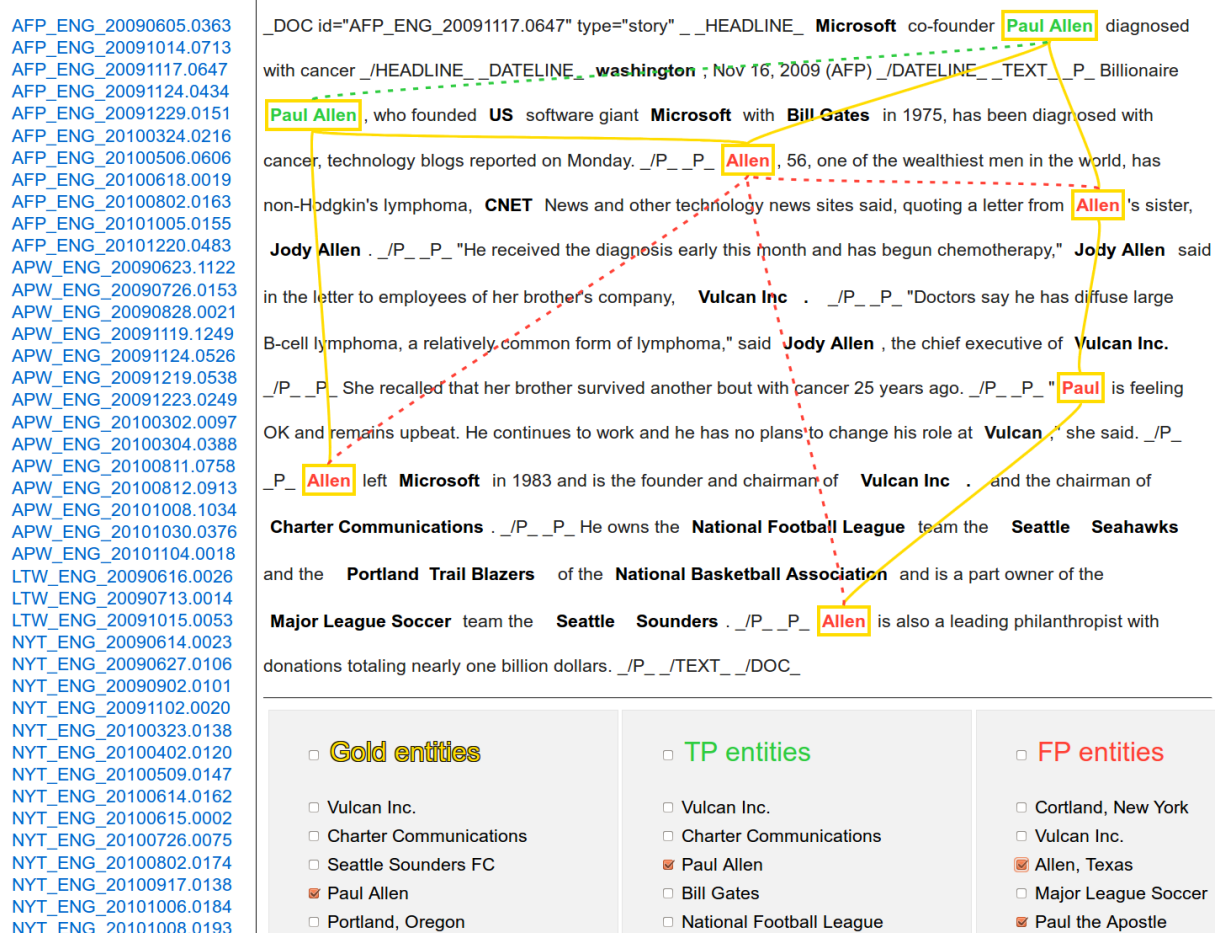 AFP_ENG_20090605.0363
AFP_ENG_20091014.0713
AFP_ENG_20091117.0647
AFP_ENG_20091124.0434
AFP_ENG_20091229.0151
AFP_ENG_20100324.0216
AFP_ENG_20100506.0606
AFP_ENG_20100618.0019
AFP_ENG_20100802.0163
AFP_ENG_20101005.0155
AFP_ENG_20101220.0483
APW_ENG_20090623.1122
APW_ENG_20090726.0153
APW_ENG_20090828.0021
APW_ENG_20091119.1249
APW_ENG_20091124.0526
APW_ENG_20091219.0538
APW_ENG_20091223.0249
APW_ENG_20100302.0097
APW_ENG_20100304.0388
APW_ENG_20100811.0758
APW_ENG_20100812.0913
APW_ENG_20101008.1034
APW_ENG_20101030.0376
APW_ENG_20101104.0018
LTW_ENG_20090616.0026
LTW_ENG_20090713.0014
LTW_ENG_20091015.0053
NYT_ENG_20090614.0023
NYT_ENG_20090627.0106
NYT_ENG_20090902.0101
NYT_ENG_20091102.0020
NYT_ENG_20100323.0138
NYT_ENG_20100402.0120
NYT_ENG_20100509.0147
NYT_ENG_20100614.0162
NYT_ENG_20100615.0002
NYT_ENG_20100726.0075
NYT_ENG_20100802.0174
NYT_ENG_20100917.0138
NYT_ENG_20101006.0184
NYT_ENG_20101008.0193
_DOC id="AFP_ENG_20091117.0647" type="story" _ _HEADLINE_ Microsoft co-founder Paul Allen diagnosed
with cancer _/HEADLINE_ _DATELINE_ washington , Nov 16, 2009 (AFP) _/DATELINE_ _TEXT_ _P_ Billionaire
Paul Allen , who founded US software giant Microsoft with Bill Gates in 1975, has been diagnosed with
cancer, technology blogs reported on Monday. _/P_ _P_ Allen , 56, one of the wealthiest men in the world, has
non-Hodgkin's lymphoma, CNET News and other technology news sites said, quoting a letter from Allen 's sister,
Jody Allen . _/P_ _P_ "He received the diagnosis early this month and has begun chemotherapy," Jody Allen said
in the letter to employees of her brother's company, Vulcan Inc . _/P_ _P_ "Doctors say he has diffuse large
B-cell lymphoma, a relatively common form of lymphoma," said Jody Allen , the chief executive of Vulcan Inc.
_/P_ _P_ She recalled that her brother survived another bout with cancer 25 years ago. _/P_ _P_ " Paul is feeling
OK and remains upbeat. He continues to work and he has no plans to change his role at Vulcan ," she said. _/P_
_P_ Allen left Microsoft in 1983 and is the founder and chairman of Vulcan Inc . and the chairman of
Charter Communications . _/P_ _P_ He owns the National Football League team the Seattle Seahawks
and the Portland Trail Blazers of the National Basketball Association and is a part owner of the
Major League Soccer team the Seattle Sounders . _/P_ _P_ Allen is also a leading philanthropist with
donations totaling nearly one billion dollars. _/P_ _/TEXT_ _/DOC_
Gold entities
Vulcan Inc.
Charter Communications
Seattle Sounders FC
Paul Allen
Portland, Oregon
TP entities
Vulcan Inc.
Charter Communications
Paul Allen
Bill Gates
National Football League
FP entities
Cortland, New York
Vulcan Inc.
Allen, Texas
Major League Soccer
Paul the Apostle